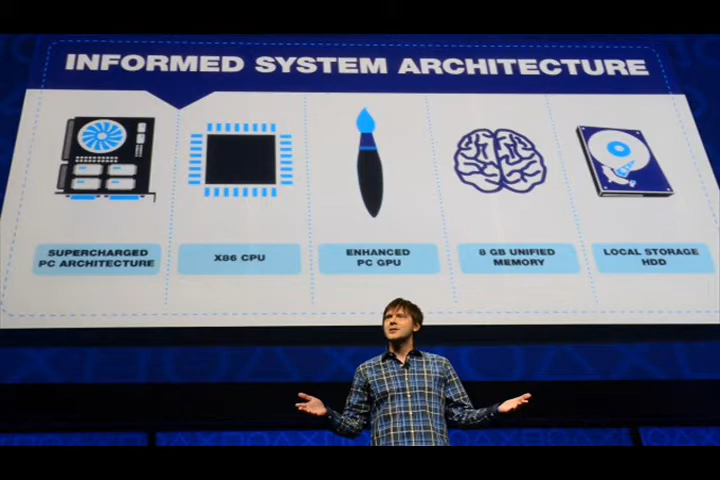 INFORMED SYSTEM ARCHITECTURE
SUPERCHARGED
PC ARCHITECTURE
X86 CPU
ENHANCED
PC GPU
8 GB UNIFIED
MEMORY
LOCAL STORAGE
HDD